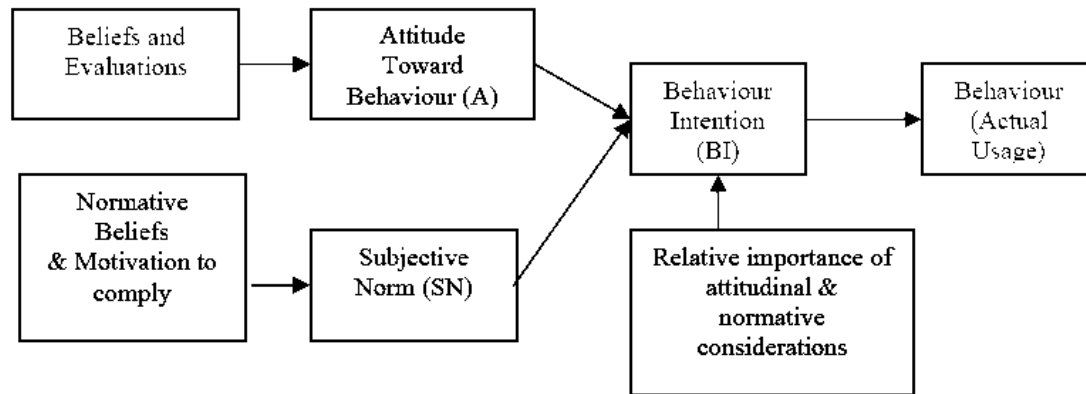 Beliefs and
Evaluations
Attitude
Toward
Behaviour (A)
Behaviour
Intention
(BI)
Behaviour
(Actual
Usage)
Normative
Beliefs
& Motivation to
comply
Subjective
Norm (SN)
Relative importance of
attitudinal &
normative
considerations